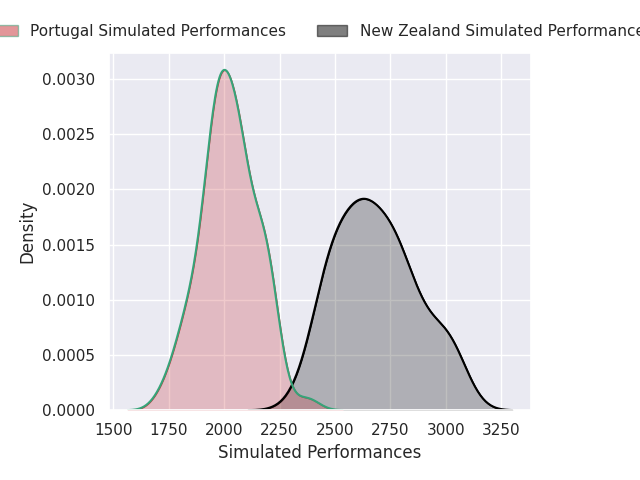 Portugal Simulated Performances New Zealand Simulated Performance
0.0030
0.0025
0.0020
0.0015
0.0010
0.0005
0.0000
Density
1500 1750 2000 2250 2500 2750 3000 3250
Simulated Performances